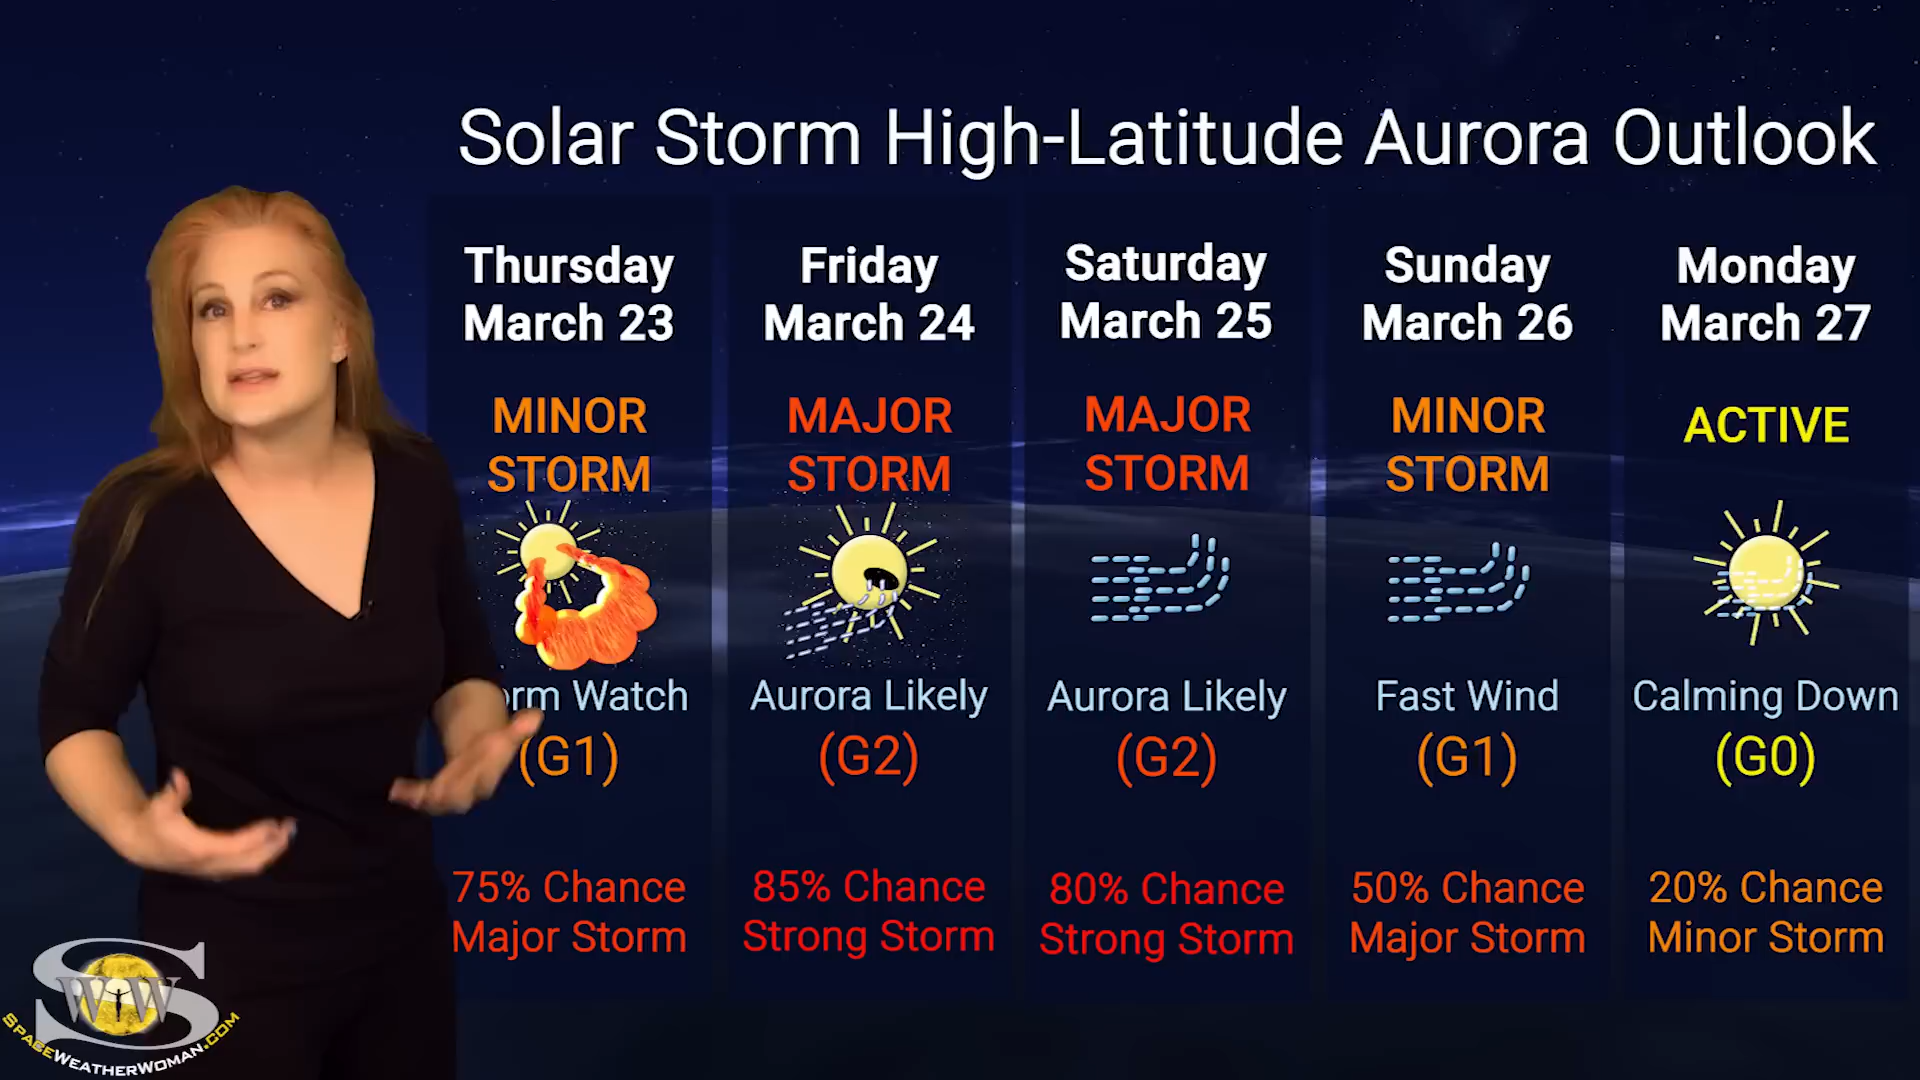 Solar Storm High-Latitude Aurora Outlook
Thursday
March 23
MINOR
STORM
orm Watch
(G1)
75% Chance
Major Storm
Friday
March 24
MAJOR
STORM
Aurora Likely
(G2)
85% Chance
Strong Storm
Saturday
March 25
MAJOR
STORM
Aurora Likely
(G2)
80% Chance
Strong Storm
Sunday
March 26
MINOR
STORM
Fast Wind
(G1)
50% Chance
Major Storm
Monday
March 27
ACTIVE
Calming Down
(G0)
20% Chance
Minor Storm
S
WW
SPACEWEATHERWOMAN.COM